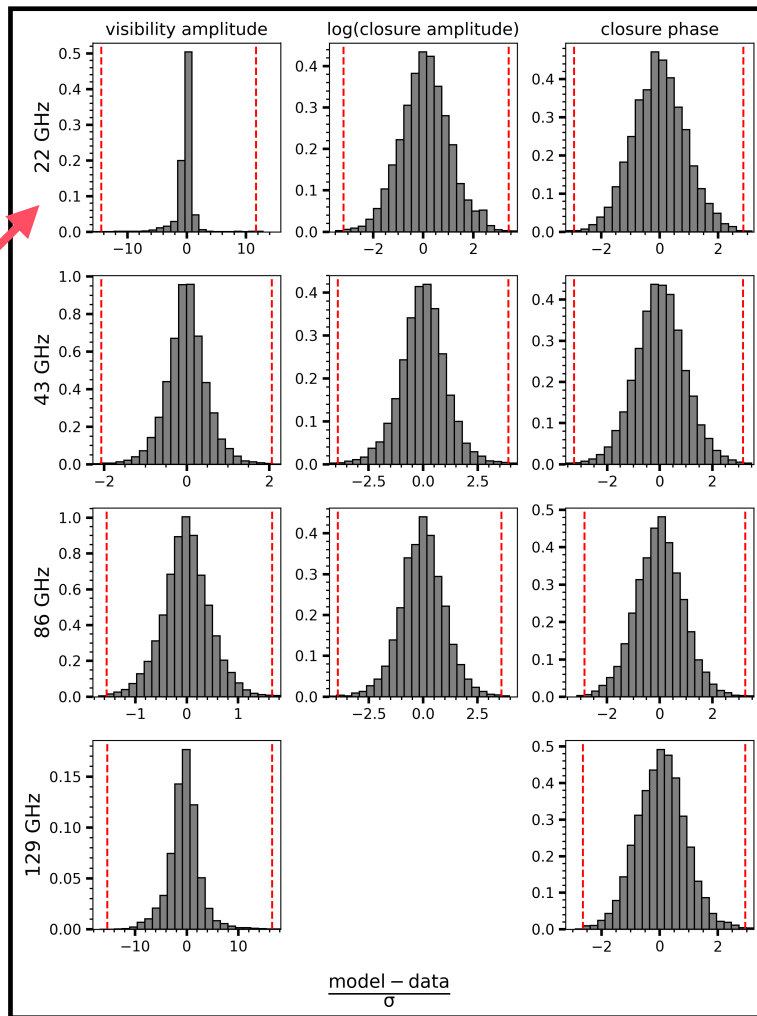 visibility amplitude log(closure amplitude) closure phase
22 GHz
0.5 0.4 0.3 0.2 0.1 0.0
−10 0 10
0.4 0.3 0.2 0.1 0.0
−2 0 2
0.4 0.3 0.2 0.1 0.0
−2 0 2
43 GHz
1.0 0.8 0.6 0.4 0.2 0.0
−2 0 2
0.4 0.3 0.2 0.1 0.0
−2.5 0.0 2.5
0.4 0.3 0.2 0.1 0.0
−2 0 2
86 GHz
1.0 0.8 0.6 0.4 0.2 0.0
−1 0 1
0.4 0.3 0.2 0.1 0.0
−2.5 0.0 2.5
0.5 0.4 0.3 0.2 0.1 0.0
−2 0 2
129 GHz
0.15 0.10 0.05 0.00
−10 0 10
0.5 0.4 0.3 0.2 0.1 0.0
−2 0 2
model − data
σ